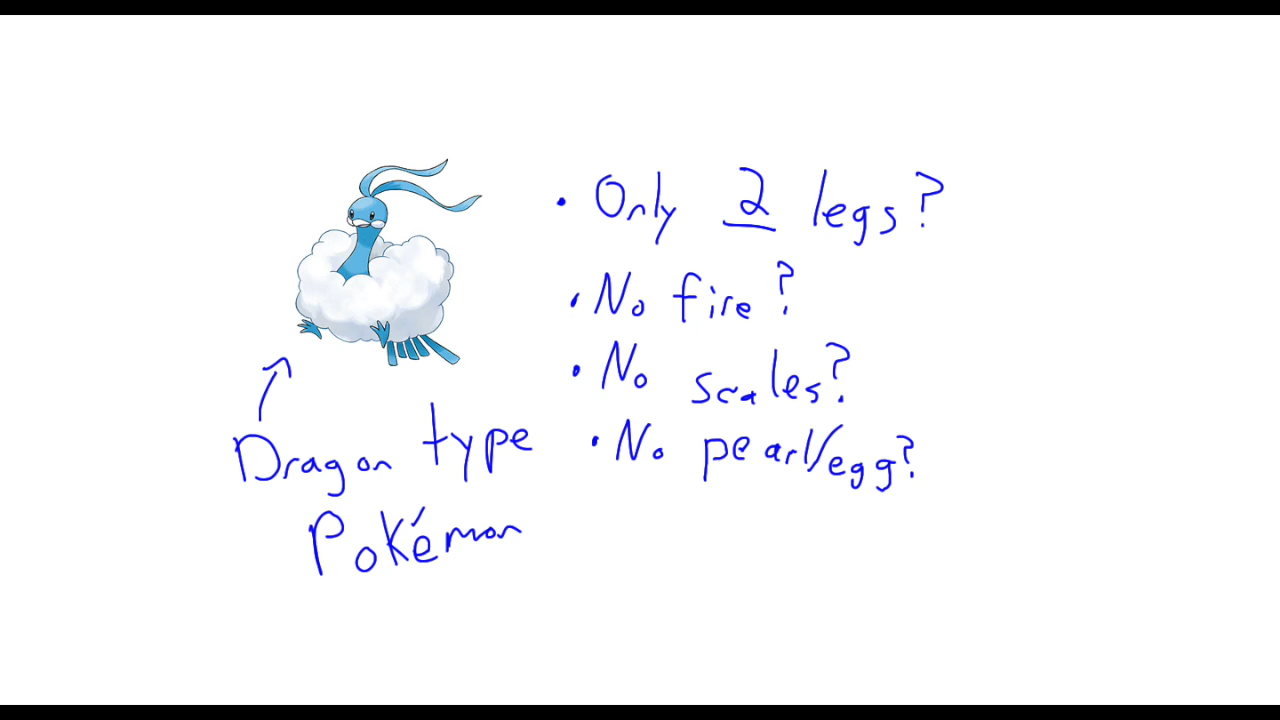 • Only 2 legs?
• No fire?
• No scales?
• No pearl/egg?
Dragon type
Pokémon